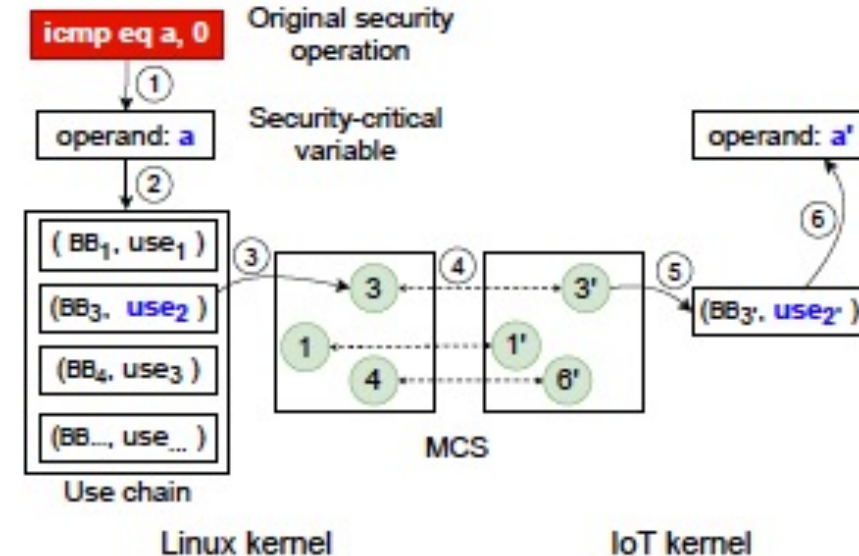 icmp eq a, 0
Original security
operation
①
operand: a
Security-critical
variable
operand: a'
②
( BB1, use1 )
(BB3, use2 )
(BB4, use3 )
(BB..., use... )
Use chain
③
3
④
3'
⑤
⑥
(BB3', use2'' )
1
1'
4
6'
MCS
Linux kernel
IoT kernel